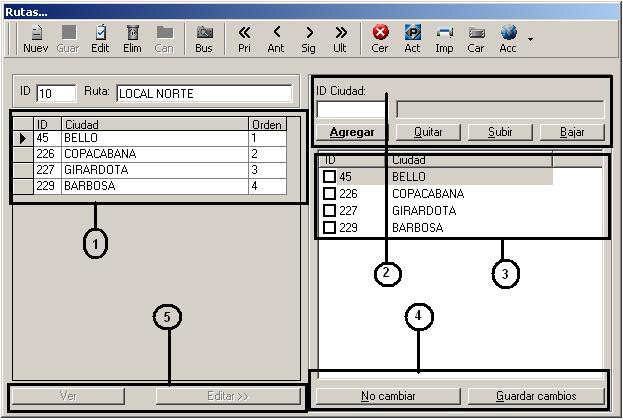 Rutas...
Nuev Guar Edit Elim Can Bus Pri Ant Sig Ult Cer Act Imp Car Acc
ID 10 Ruta: LOCAL NORTE
ID Ciudad Orden
45 BELLO 1
226 COPACABANA 2
227 GIRARDOTA 3
229 BARBOSA 4
1
5
Ver Editar >>
ID Ciudad:
Agregar Quitar Subir Bajar
ID Ciudad
45 BELLO
226 COPACABANA
227 GIRARDOTA
229 BARBOSA
2 3
4
No cambiar Guardar cambios